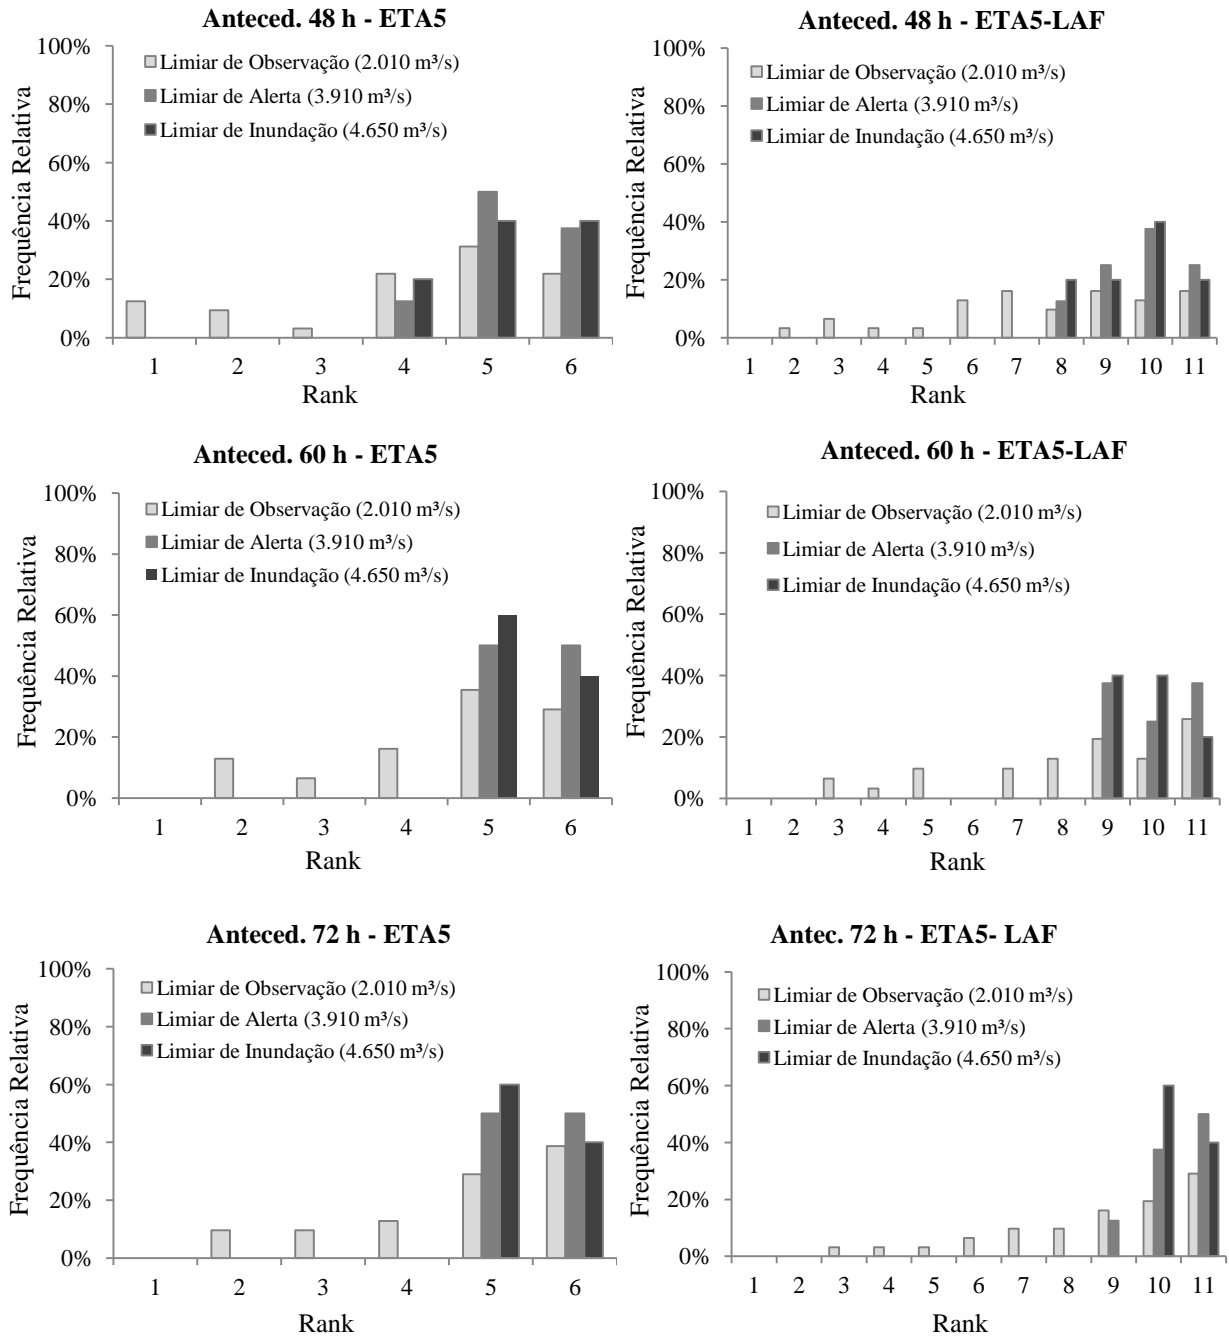 Anteced. 48 h - ETA5
100%
80%
60%
40%
20%
0%
Frequência Relativa
Limiar de Observação (2.010 m³/s)
Limiar de Alerta (3.910 m³/s)
Limiar de Inundação (4.650 m³/s)
1 2 3 4 5 6
Rank
Anteced. 48 h - ETA5-LAF
100%
80%
60%
40%
20%
0%
Frequência Relativa
Limiar de Observação (2.010 m³/s)
Limiar de Alerta (3.910 m³/s)
Limiar de Inundação (4.650 m³/s)
1 2 3 4 5 6 7 8 9 10 11
Rank
Anteced. 60 h - ETA5
100%
80%
60%
40%
20%
0%
Frequência Relativa
Limiar de Observação (2.010 m³/s)
Limiar de Alerta (3.910 m³/s)
Limiar de Inundação (4.650 m³/s)
1 2 3 4 5 6
Rank
Anteced. 60 h - ETA5-LAF
100%
80%
60%
40%
20%
0%
Frequência Relativa
Limiar de Observação (2.010 m³/s)
Limiar de Alerta (3.910 m³/s)
Limiar de Inundação (4.650 m³/s)
1 2 3 4 5 6 7 8 9 10 11
Rank
Anteced. 72 h - ETA5
100%
80%
60%
40%
20%
0%
Frequência Relativa
Limiar de Observação (2.010 m³/s)
Limiar de Alerta (3.910 m³/s)
Limiar de Inundação (4.650 m³/s)
1 2 3 4 5 6
Rank
Antec. 72 h - ETA5- LAF
100%
80%
60%
40%
20%
0%
Frequência Relativa
Limiar de Observação (2.010 m³/s)
Limiar de Alerta (3.910 m³/s)
Limiar de Inundação (4.650 m³/s)
1 2 3 4 5 6 7 8 9 10 11
Rank